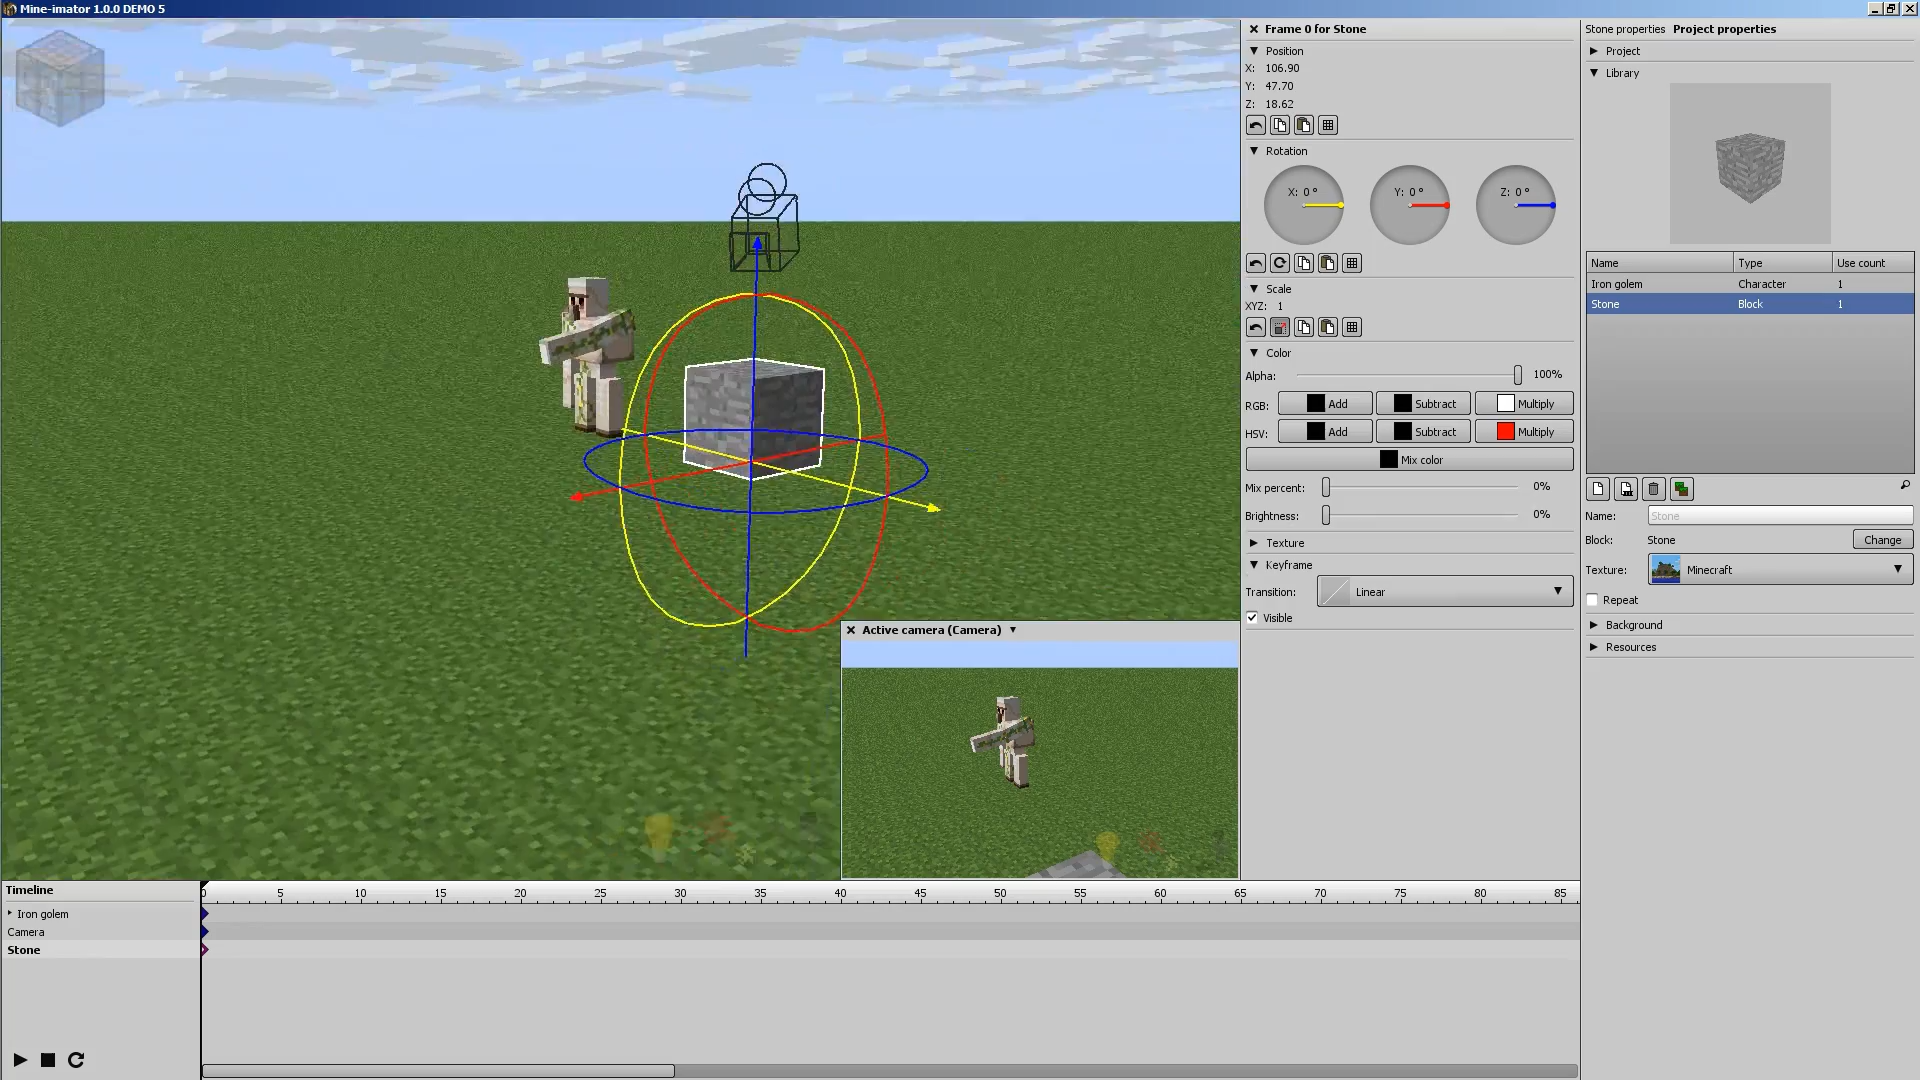 Mine-imator 1.0.0 DEMO 5
Frame 0 for Stone
Position
X: 106.90
Y: 47.70
Z: 18.62
Rotation
X: 0 °
Y: 0 °
Z: 0 °
Scale
XYZ: 1
Color
Alpha: 100%
RGB: Add Subtract Multiply
HSV: Add Subtract Multiply
Mix color
Mix percent: 0%
Brightness: 0%
Texture
Keyframe
Transition: Linear
Visible
Stone properties Project properties
Project
Library
Name Type Use count
Iron golem Character 1
Stone Block 1
Name: Stone
Block: Stone Change
Texture: Minecraft
Repeat
Background
Resources
Active camera (Camera)
Timeline
0 5 10 15 20 25 30 35 40 45 50 55 60 65 70 75 80 85
Iron golem
Camera
Stone